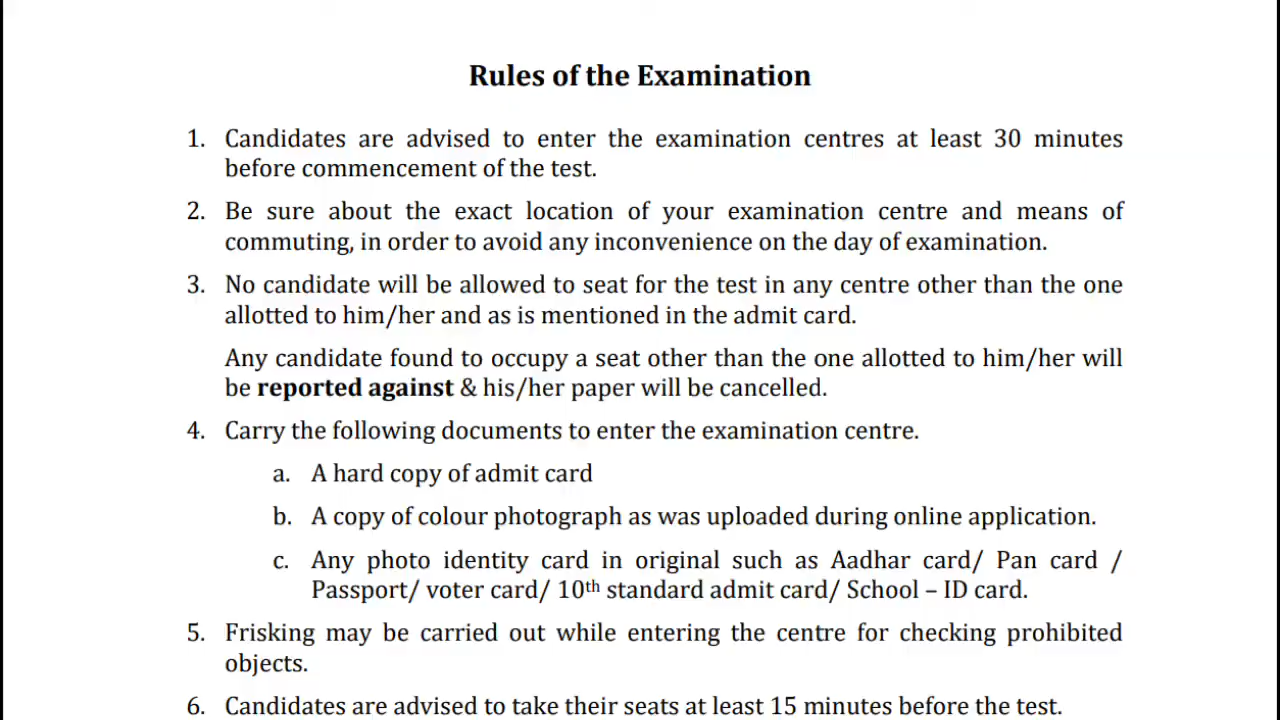 Rules of the Examination
1. Candidates are advised to enter the examination centres at least 30 minutes
before commencement of the test.
2. Be sure about the exact location of your examination centre and means of
commuting, in order to avoid any inconvenience on the day of examination.
3. No candidate will be allowed to seat for the test in any centre other than the one
allotted to him/her and as is mentioned in the admit card.
Any candidate found to occupy a seat other than the one allotted to him/her will
be reported against & his/her paper will be cancelled.
4. Carry the following documents to enter the examination centre.
a. A hard copy of admit card
b. A copy of colour photograph as was uploaded during online application.
c. Any photo identity card in original such as Aadhar card/ Pan card /
Passport/ voter card/ 10th standard admit card/ School – ID card.
5. Frisking may be carried out while entering the centre for checking prohibited
objects.
6. Candidates are advised to take their seats at least 15 minutes before the test.